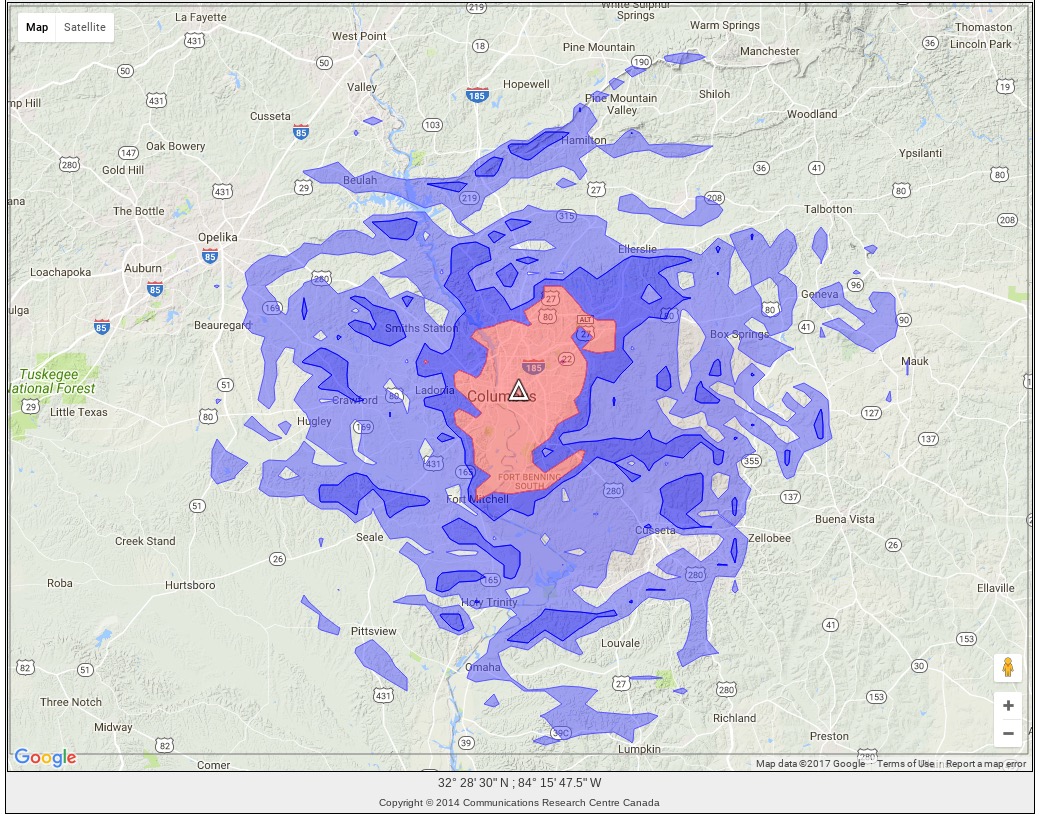 La Fayette
219
White Sulphur
Springs
Warm Springs
Thomaston
Map Satellite
431
West Point
18
Pine Mountain
Manchester
36
Lincoln Park
50
50
190
Valley
185
Hopewell
Shiloh
19
mp Hill
431
Pine Mountain
Valley
Woodland
Cusseta
85
103
147
Oak Bowery
Hamilton
Ypsilanti
280
Gold Hill
36
41
80
431
29
Beulah
27
80
ana
219
208
The Bottle
315
Talbotton
208
Opelika
Ellerslie
85
Auburn
Loachapoka
280
96
85
27
Geneva
169
80
80
80
ulga
85
Beauregard
Smiths Station
ALT
27
Box Springs
41
90
22
185
Mauk
Tuskegee
National Forest
51
Ladonia
Columbus
29
Little Texas
80
Crawford
80
127
Hugley
169
137
431
165
355
FORT BENNING
SOUTH
280
Fort Mitchell
137
51
Buena Vista
Creek Stand
Seale
Cusseta
Zellobee
26
26
Roba
Hurtsboro
165
280
Ellaville
Holy Trinity
Pittsview
41
Louvale
153
82
51
Omaha
30
27
431
280
153
Three Notch
Richland
Midway
82
39
39C
Preston
Lumpkin
280
Google
Comer
Map data ©2017 Google Terms of Use Report a map error
32° 28' 30" N ; 84° 15' 47.5" W
Copyright © 2014 Communications Research Centre Canada